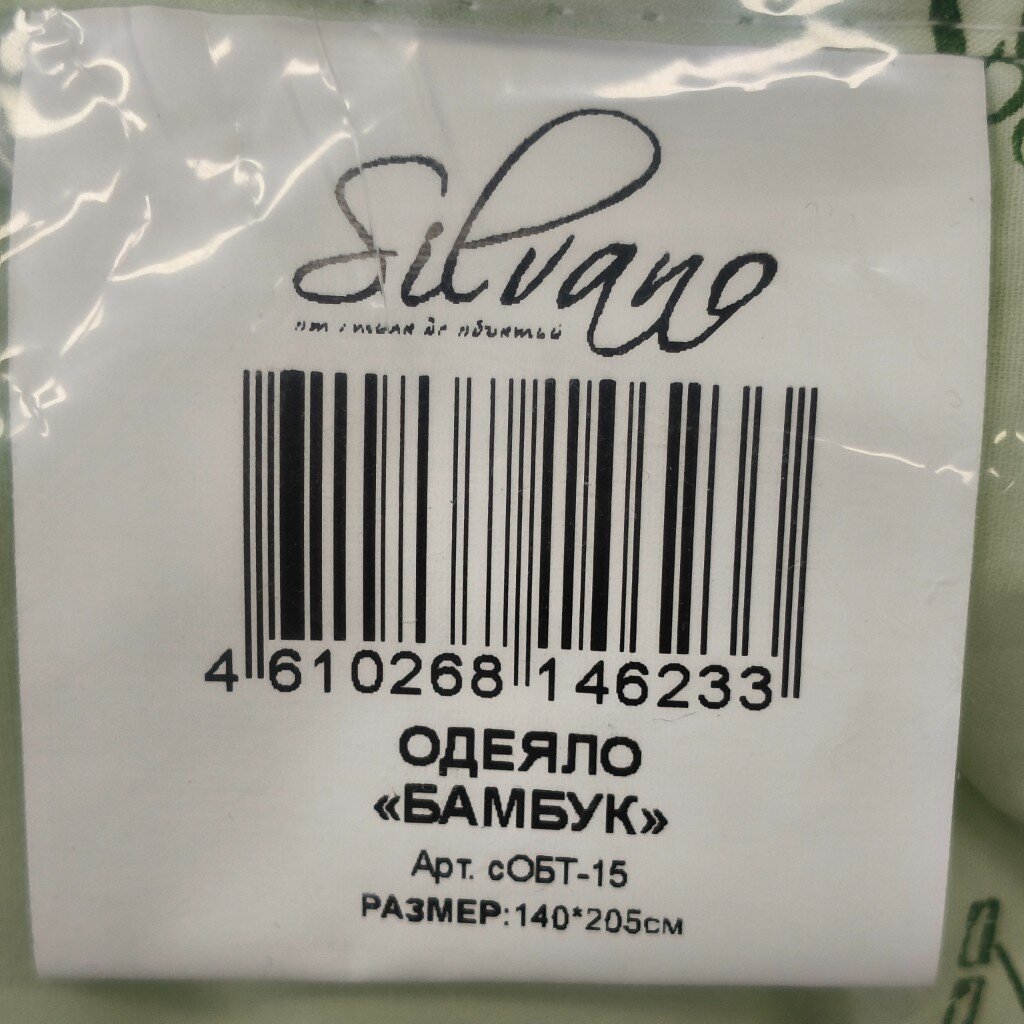 Silvano
4 610268 146233
ОДЕЯЛО
«БАМБУК»
Арт. сОБТ-15
РАЗМЕР:140*205см